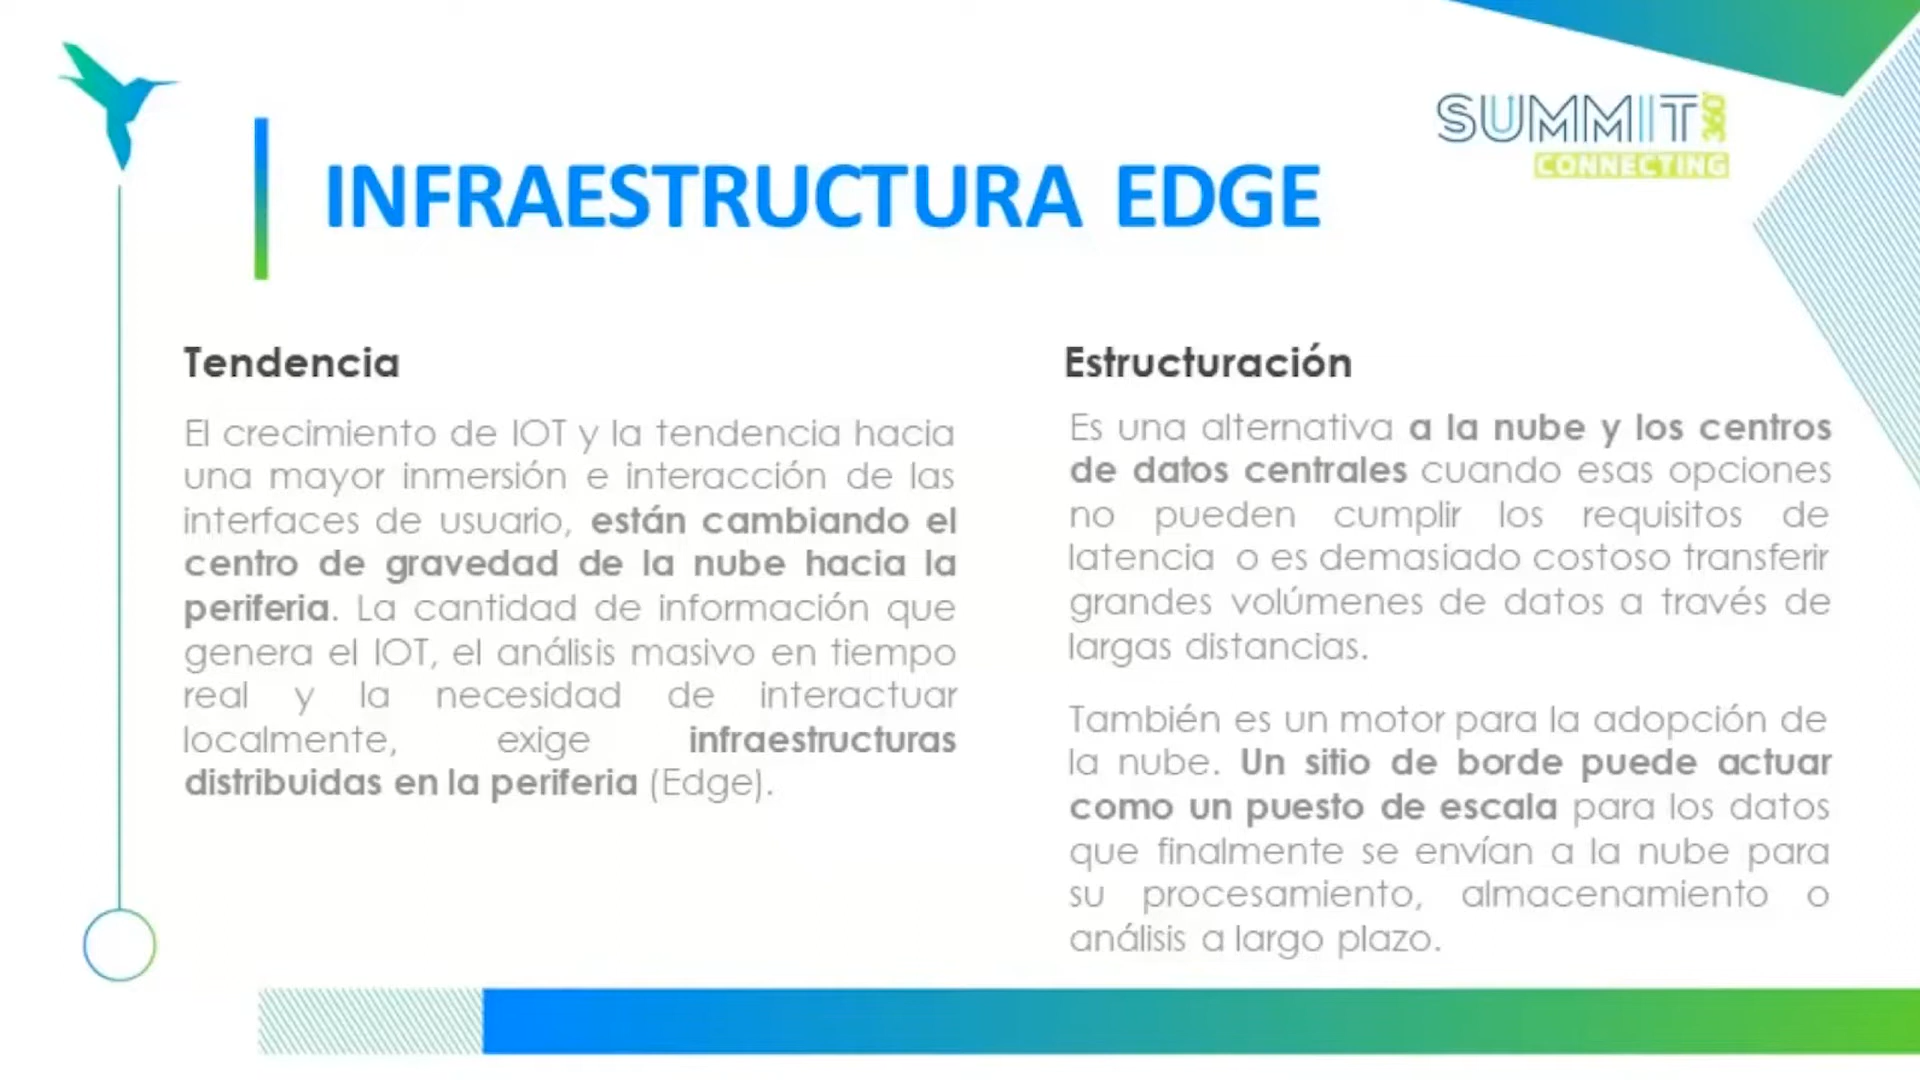 SUMMIT 360°
CONNECTING
INFRAESTRUCTURA EDGE
Tendencia
El crecimiento de IOT y la tendencia hacia
una mayor inmersión e interacción de las
interfaces de usuario, están cambiando el
centro de gravedad de la nube hacia la
periferia. La cantidad de información que
genera el IOT, el análisis masivo en tiempo
real y la necesidad de interactuar
localmente, exige infraestructuras
distribuidas en la periferia (Edge).
Estructuración
Es una alternativa a la nube y los centros
de datos centrales cuando esas opciones
no pueden cumplir los requisitos de
latencia o es demasiado costoso transferir
grandes volúmenes de datos a través de
largas distancias.
También es un motor para la adopción de
la nube. Un sitio de borde puede actuar
como un puesto de escala para los datos
que finalmente se envían a la nube para
su procesamiento, almacenamiento o
análisis a largo plazo.